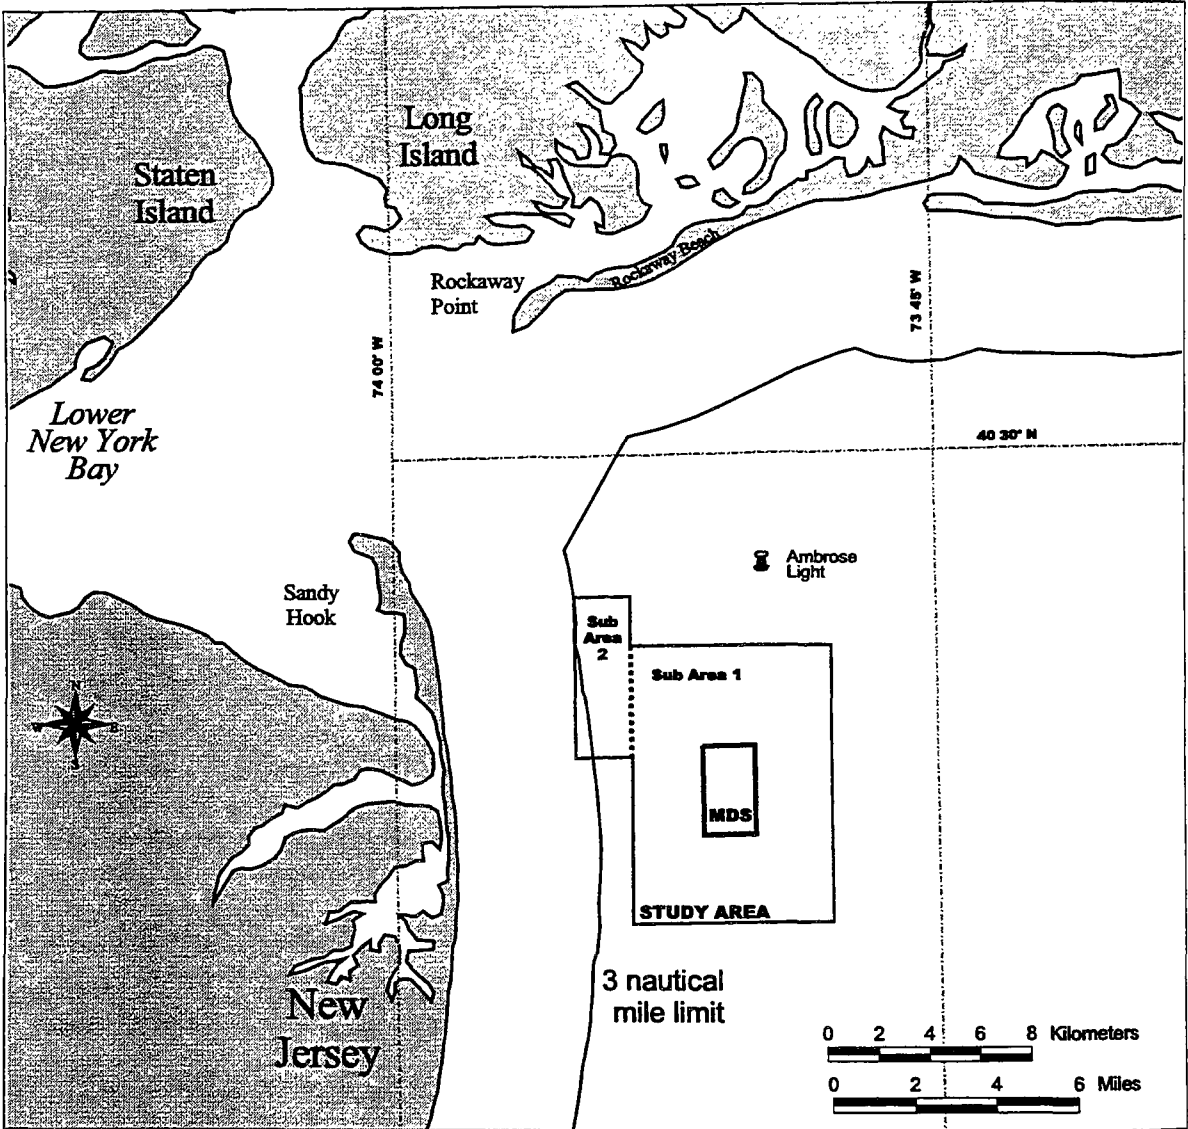 Long
Island
Staten
Island
Rockaway
Point
Rockaway Beach
73 45' W
74 00' W
Lower
New York
Bay
40 30' N
Ambrose
Light
Sandy
Hook
Sub
Area
2
Sub Area 1
N
W
E
S
MDS
STUDY AREA
3 nautical
mile limit
New
Jersey
0 2 4 6 8 Kilometers
0 2 4 6 Miles